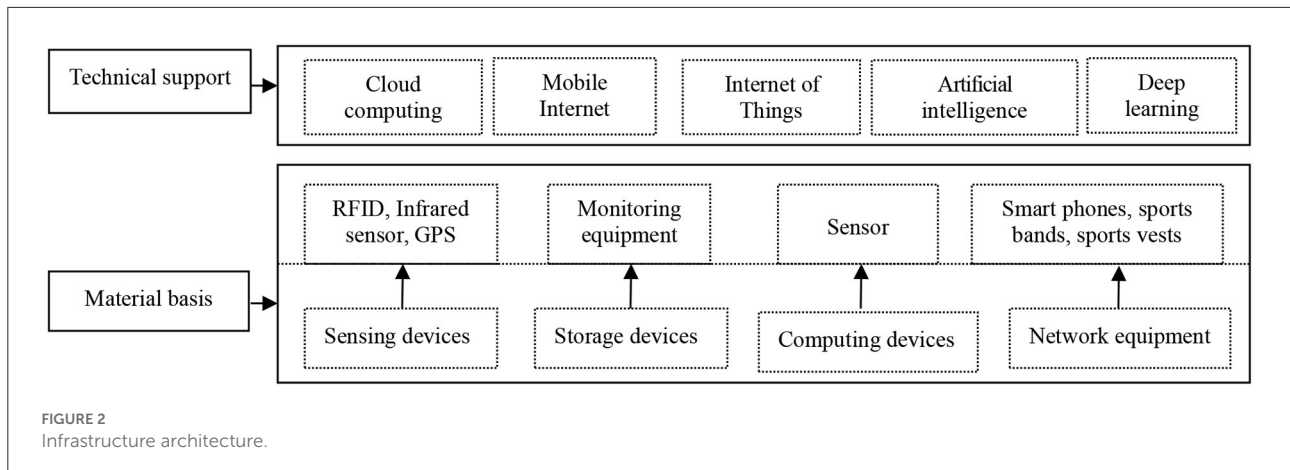 Technical support
Cloud
computing
Mobile
Internet
Internet of
Things
Artificial
intelligence
Deep
learning
Material basis
RFID, Infrared
sensor, GPS
Monitoring
equipment
Sensor
Smart phones, sports
bands, sports vests
Sensing devices
Storage devices
Computing devices
Network equipment
FIGURE 2
Infrastructure architecture.